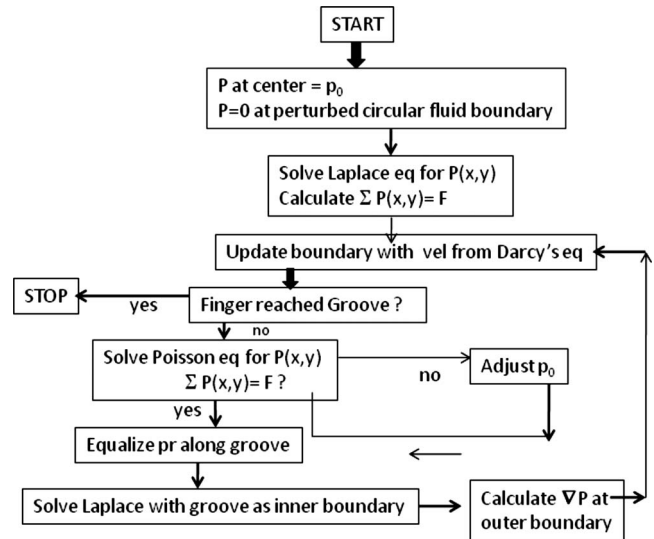 START
P at center = p₀
P=0 at perturbed circular fluid boundary
Solve Laplace eq for P(x,y)
Calculate Σ P(x,y)= F
Update boundary with vel from Darcy's eq
STOP
yes
Finger reached Groove ?
no
Solve Poisson eq for P(x,y)
Σ P(x,y)= F ?
no
Adjust p₀
yes
Equalize pr along groove
Solve Laplace with groove as inner boundary
Calculate ∇P at
outer boundary